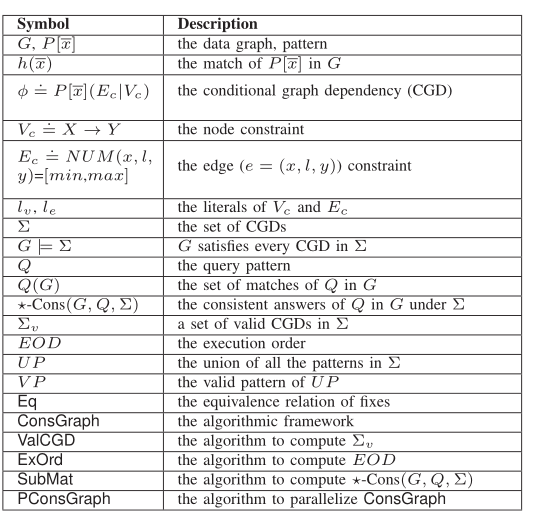 Symbol Description
G, P[x̅] the data graph, pattern
h(x̅) the match of P[x̅] in G
ϕ ≐ P[x̅](E_c|V_c) the conditional graph dependency (CGD)
V_c ≐ X → Y the node constraint
E_c ≐ NUM(x, l, the edge (e = (x, l, y)) constraint
y)=[min,max]
l_v, l_e the literals of V_c and E_c
Σ the set of CGDs
G ⊨ Σ G satisfies every CGD in Σ
Q the query pattern
Q(G) the set of matches of Q in G
⋆-Cons(G, Q, Σ) the consistent answers of Q in G under Σ
Σ_v a set of valid CGDs in Σ
EOD the execution order
UP the union of all the patterns in Σ
VP the valid pattern of UP
Eq the equivalence relation of fixes
ConsGraph the algorithmic framework
ValCGD the algorithm to compute Σ_v
ExOrd the algorithm to compute EOD
SubMat the algorithm to compute ⋆-Cons(G, Q, Σ)
PConsGraph the algorithm to parallelize ConsGraph